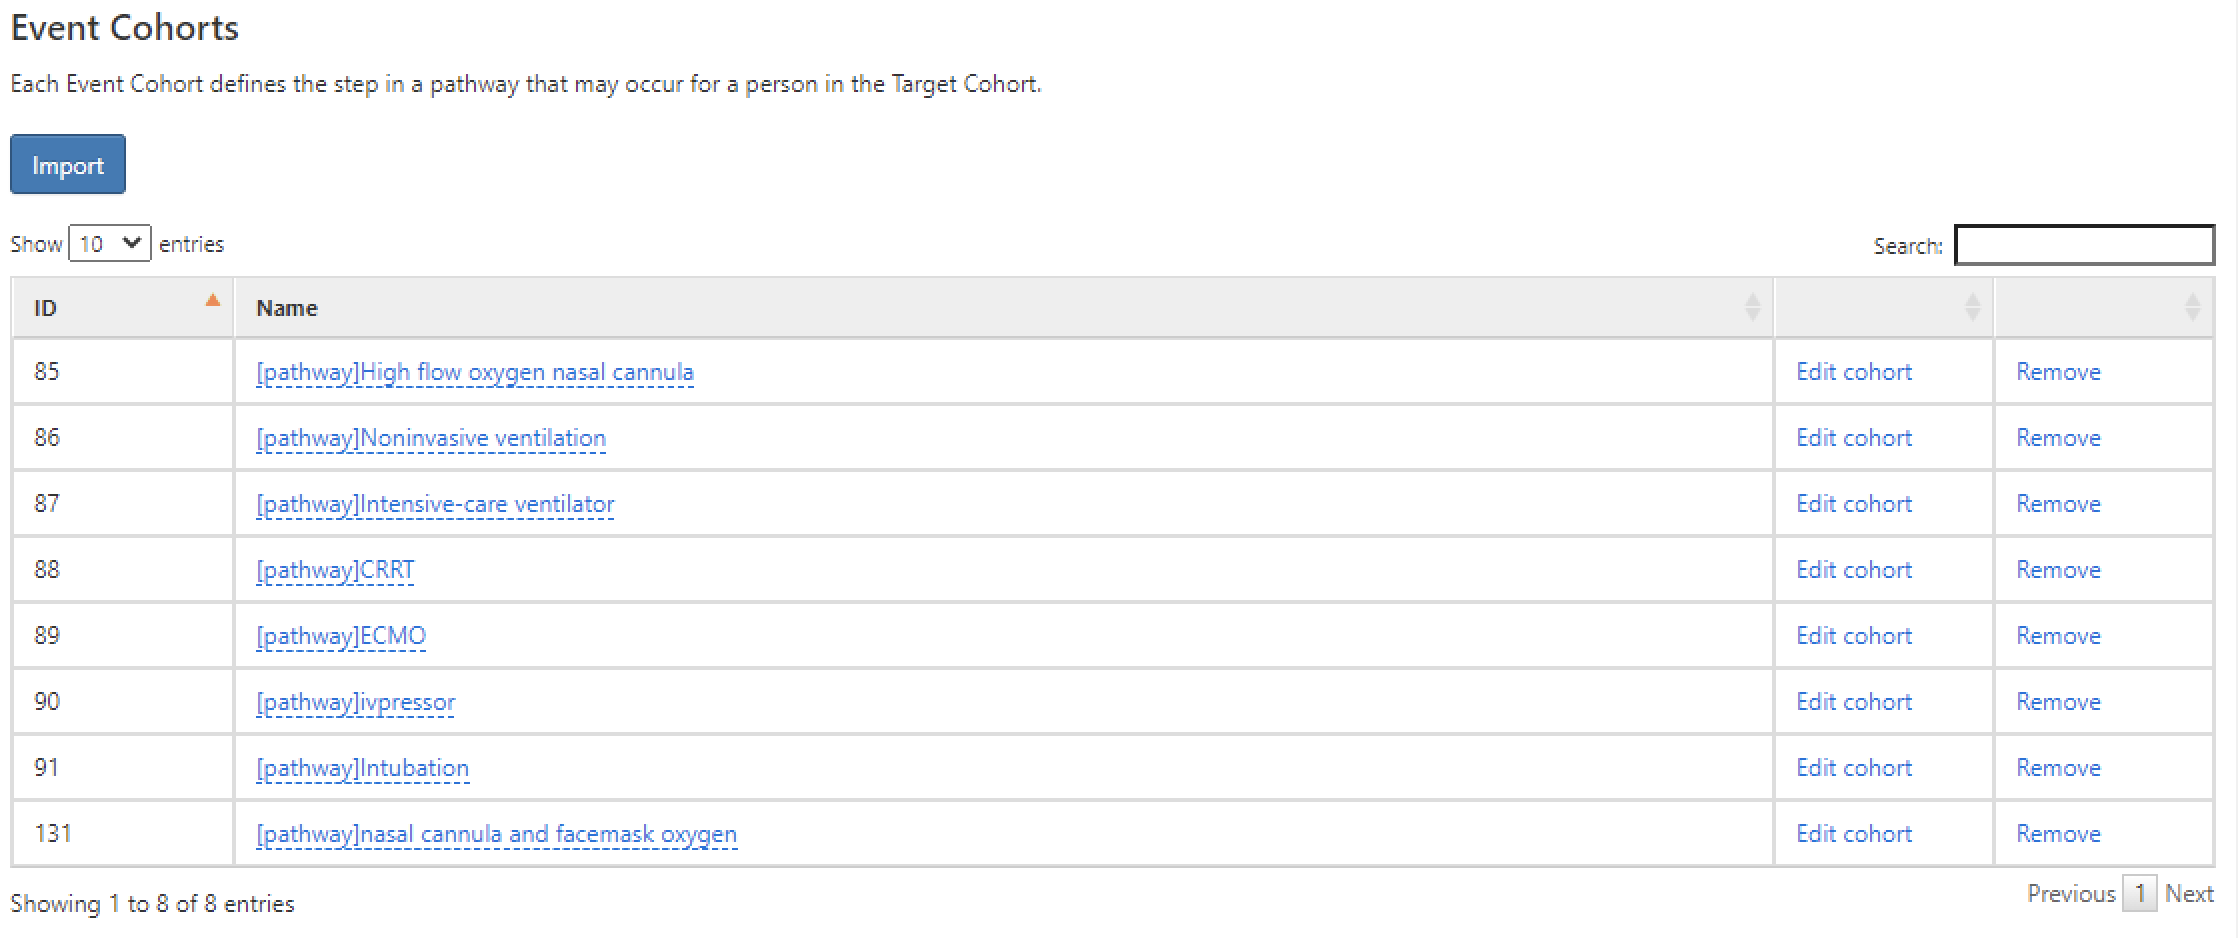 Event Cohorts
Each Event Cohort defines the step in a pathway that may occur for a person in the Target Cohort.
Import
Show 10 entries Search:
ID Name
85 [pathway]High flow oxygen nasal cannula Edit cohort Remove
86 [pathway]Noninvasive ventilation Edit cohort Remove
87 [pathway]Intensive-care ventilator Edit cohort Remove
88 [pathway]CRRT Edit cohort Remove
89 [pathway]ECMO Edit cohort Remove
90 [pathway]ivpressor Edit cohort Remove
91 [pathway]Intubation Edit cohort Remove
131 [pathway]nasal cannula and facemask oxygen Edit cohort Remove
Showing 1 to 8 of 8 entries Previous 1 Next